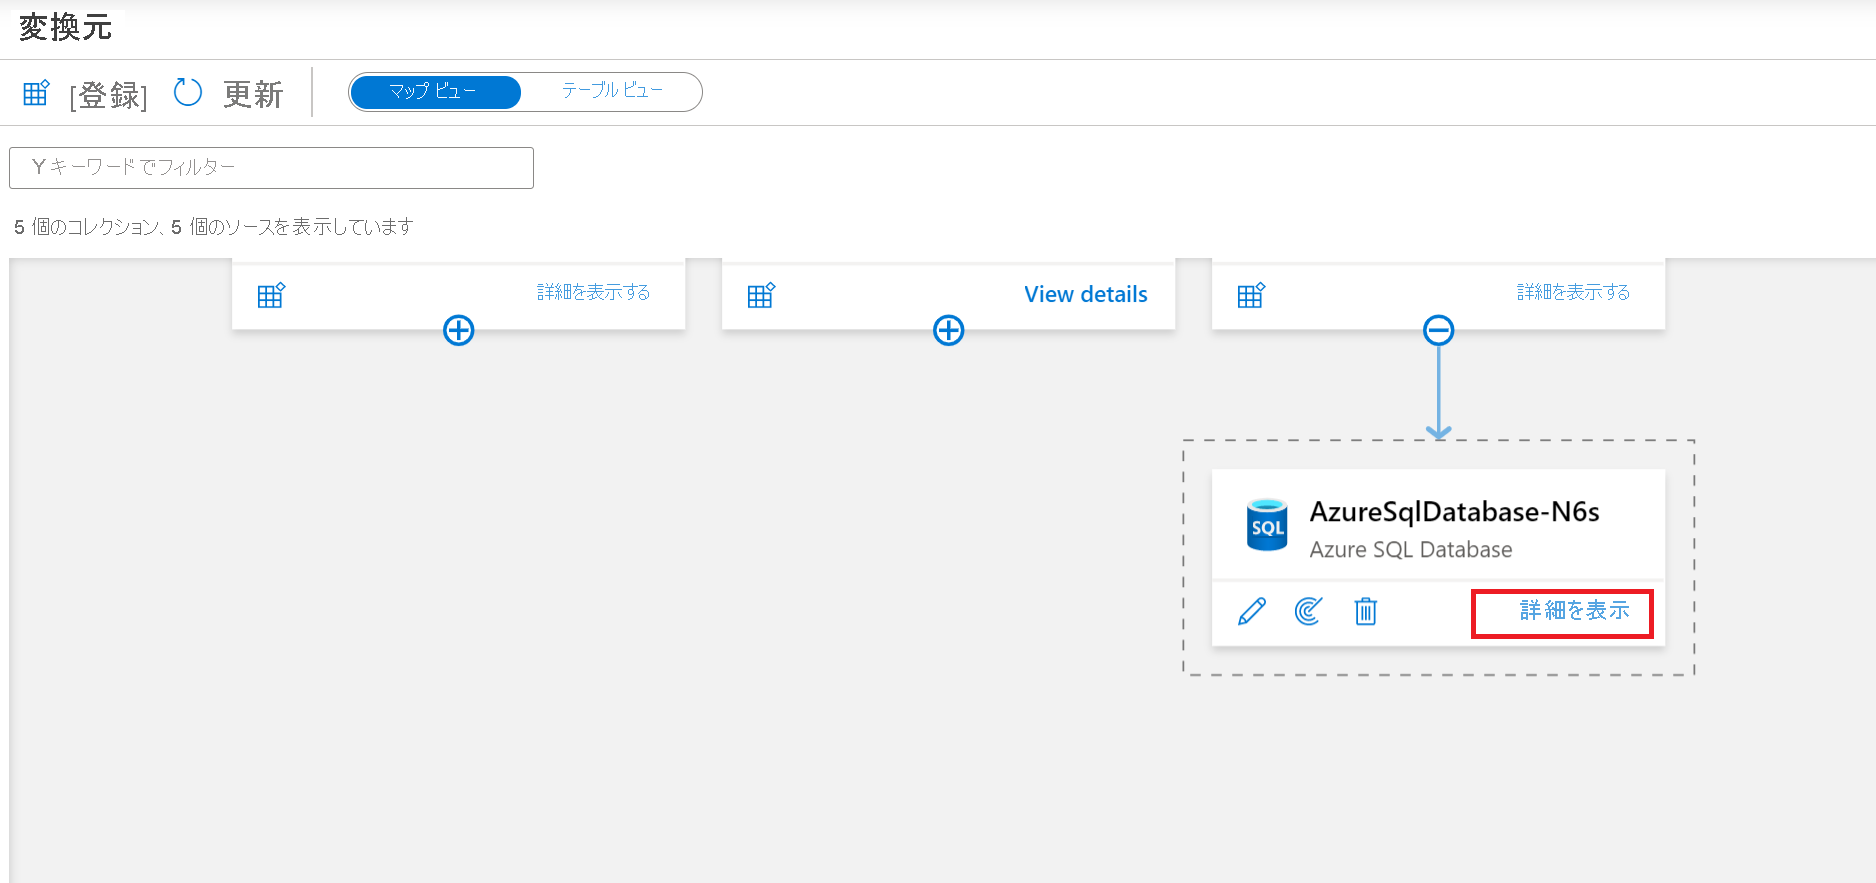 変換元
[登録] 更新 マップ ビュー テーブル ビュー
Y キーワード でフィルター
5 個のコレクション、5 個のソースを表示しています
詳細を表示する View details 詳細を表示する
AzureSqlDatabase-N6s
SQL
Azure SQL Database
詳細を表示